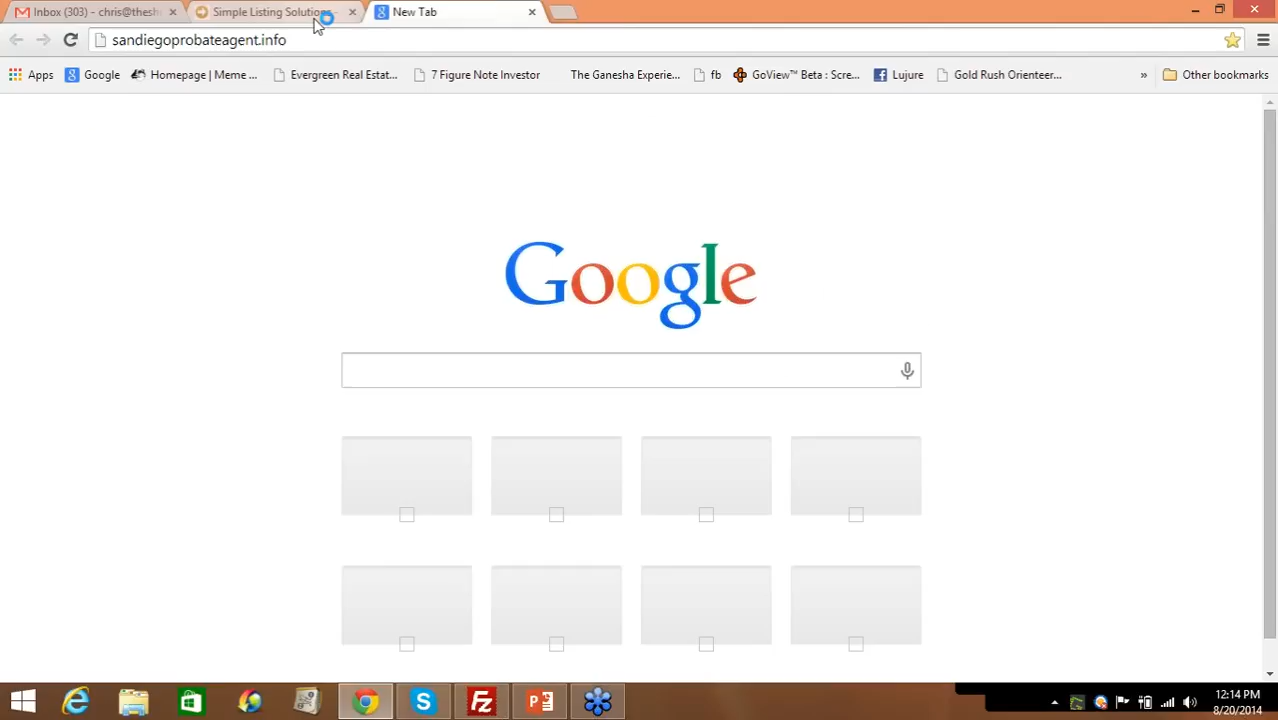 Inbox (303) - chris@thesh
Simple Listing Solutions
New Tab
sandiegoprobateagent.info
Apps
Google
Homepage | Meme ...
Evergreen Real Estat...
7 Figure Note Investor
The Ganesha Experie...
fb
GoView™ Beta : Scre...
Lujure
Gold Rush Orienteer...
»
Other bookmarks
Google
12:14 PM
8/20/2014